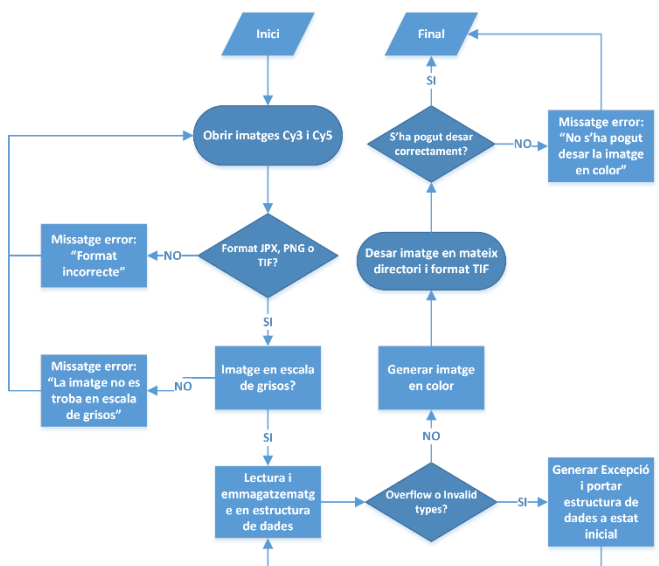 Inici
Obrir imatges Cy3 i Cy5
Format JPX, PNG o
TIF?
NO
Missatge error:
“Format
incorrecte”
SI
Imatge en escala
de grisos?
NO
Missatge error:
“La imatge no es
troba en escala
de grisos”
SI
Lectura i
emmagatzematg
e en estructura
de dades
Overflow o Invalid
types?
SI
Generar Excepció
i portar
estructura de
dades a estat
inicial
NO
Generar imatge
en color
Desar imatge en mateix
directori i format TIF
S’ha pogut desar
correctament?
NO
Missatge error:
“No s’ha pogut
desar la imatge
en color”
SI
Final